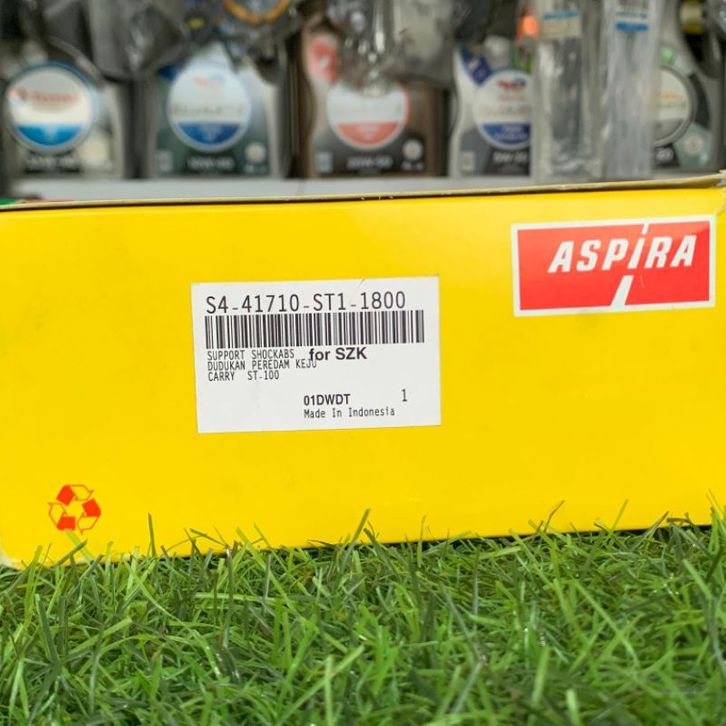 ASPIRA
S4-41710-ST1-1800
SUPPORT SHOCKABS
for SZK
DUDUKAN PEREDAM KEJU
CARRY ST-100
01DWDT 1
Made In Indonesia